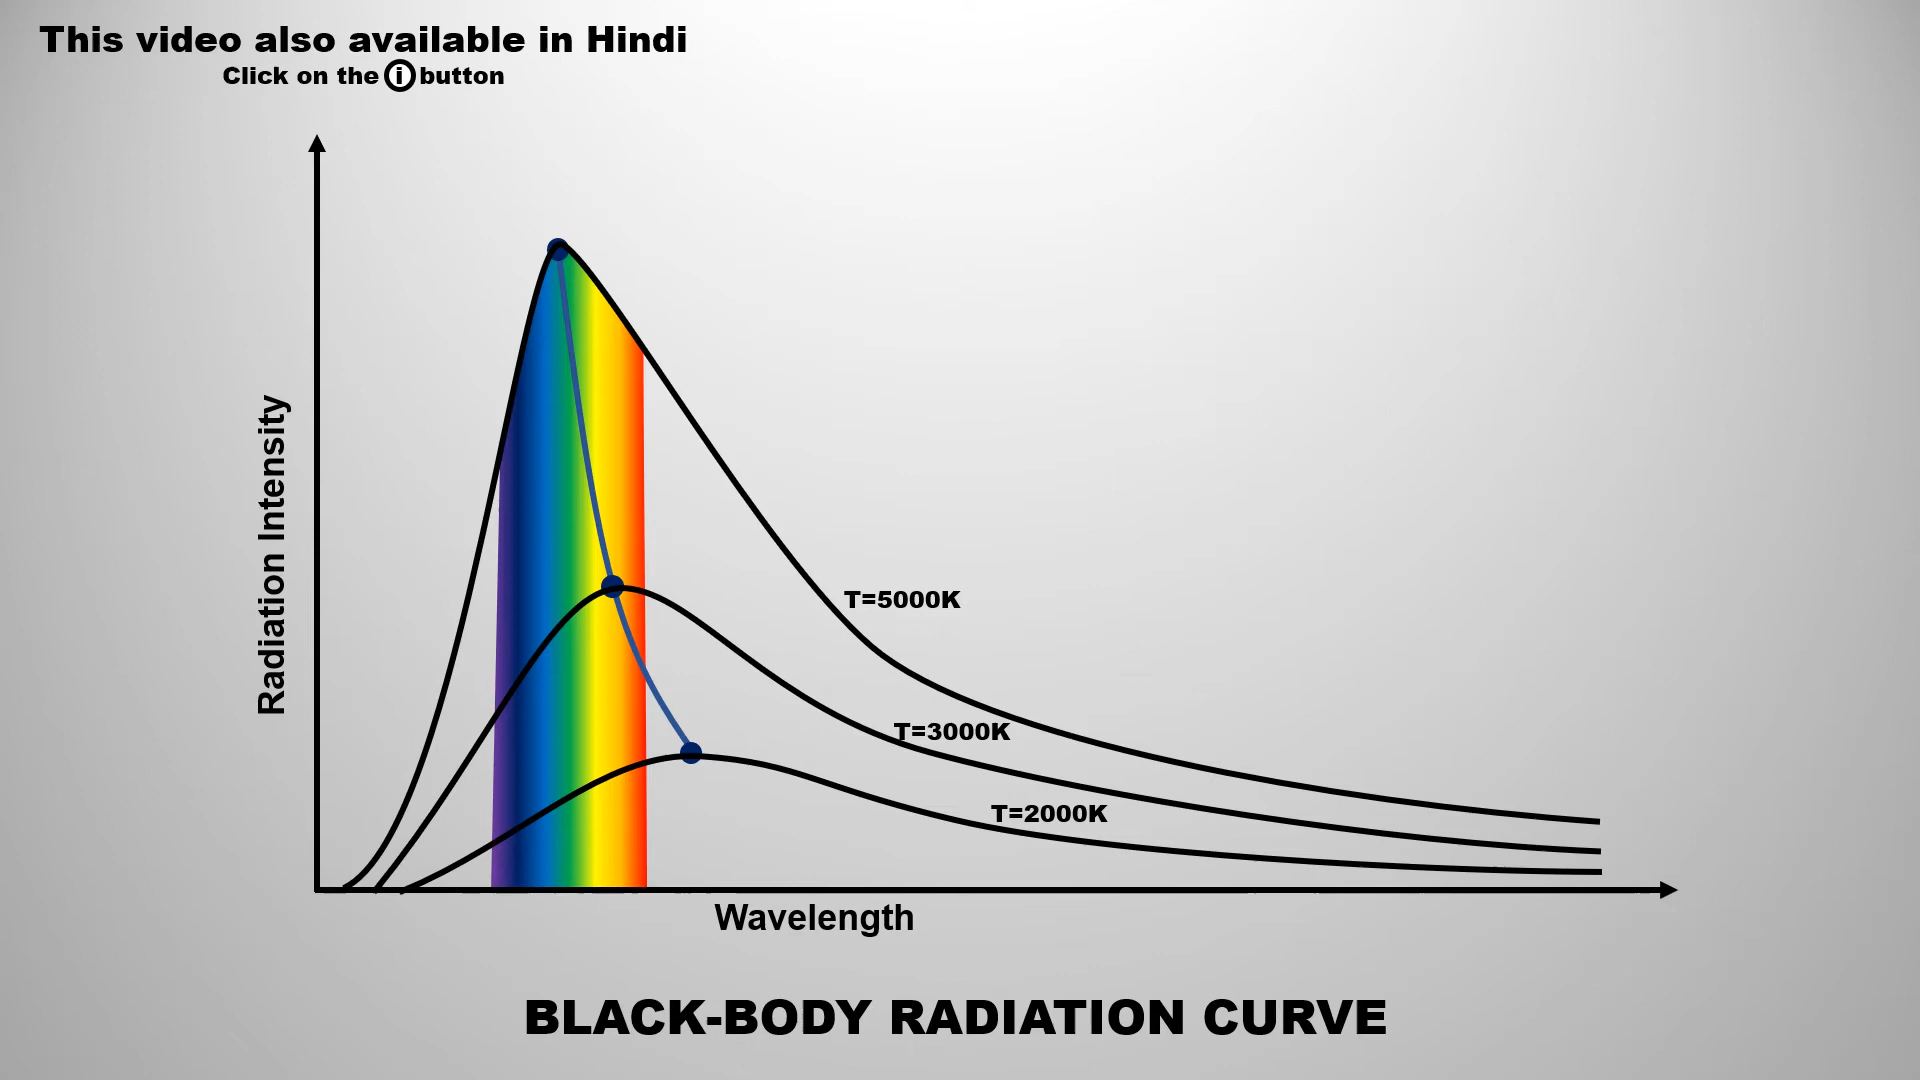 This video also available in Hindi
Click on the i button
Radiation Intensity
T=5000K
T=3000K
T=2000K
Wavelength
BLACK-BODY RADIATION CURVE